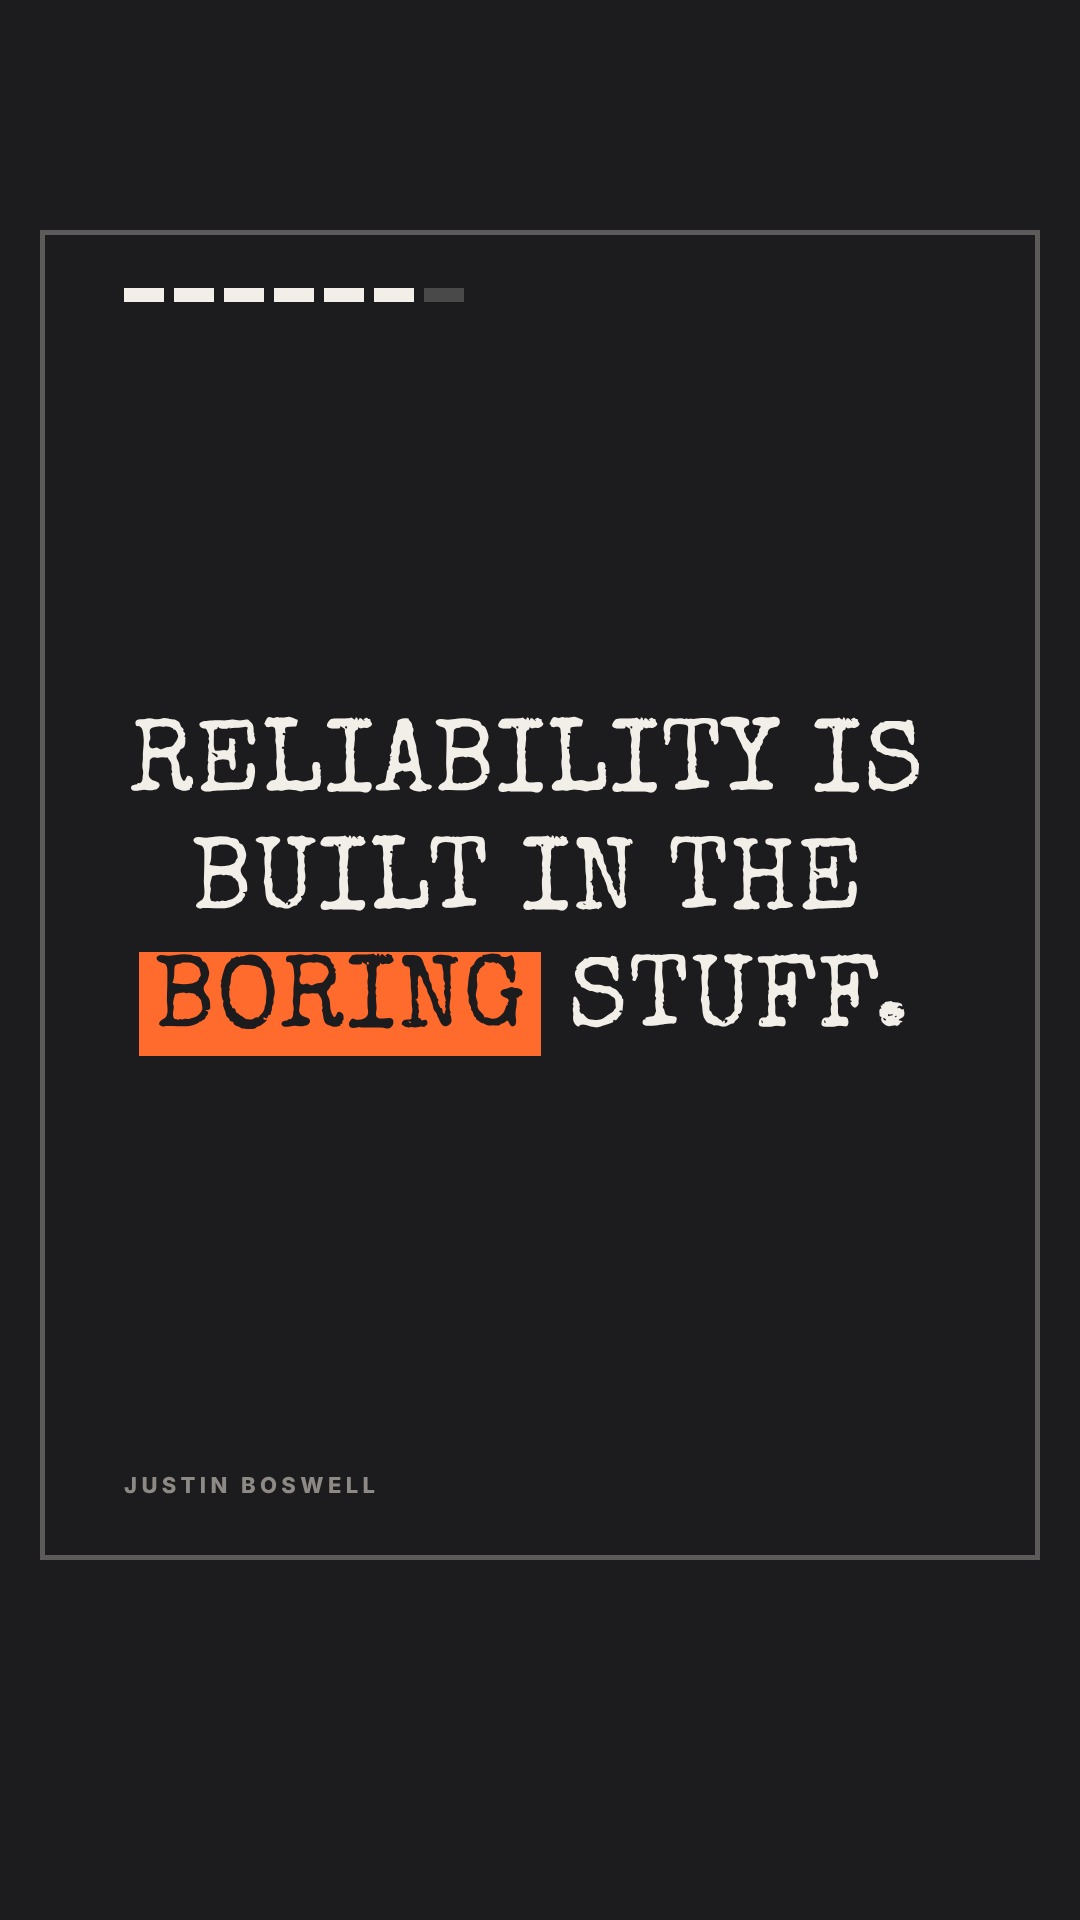 RELIABILITY IS
BUILT IN THE
BORING STUFF.
JUSTIN BOSWELL